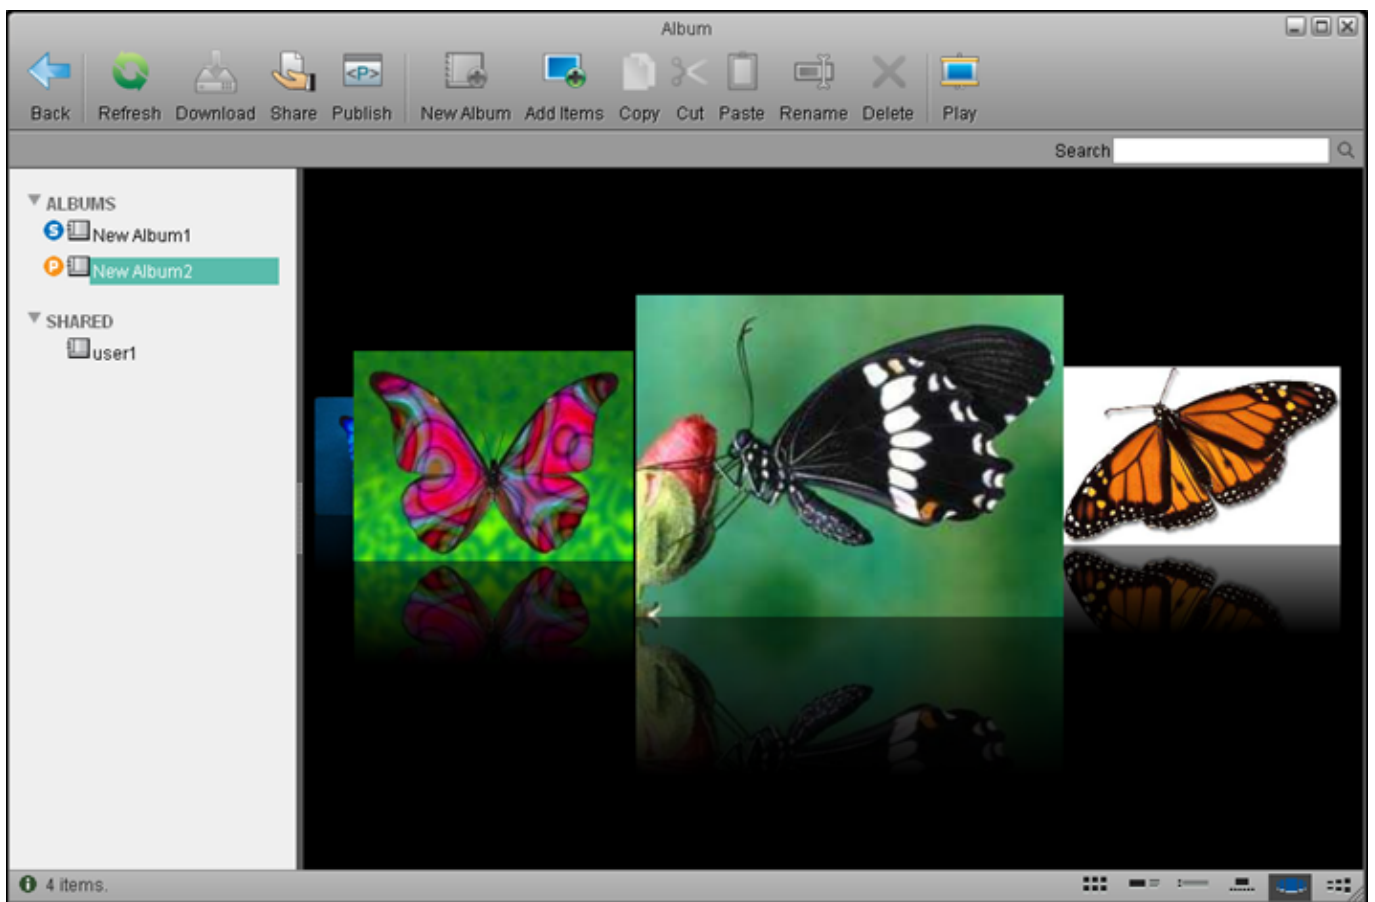 Album
Back Refresh Download Share Publish New Album Add Items Copy Cut Paste Rename Delete Play
<P>
Search
ALBUMS
S New Album1
P New Album2
SHARED
user1
4 items.